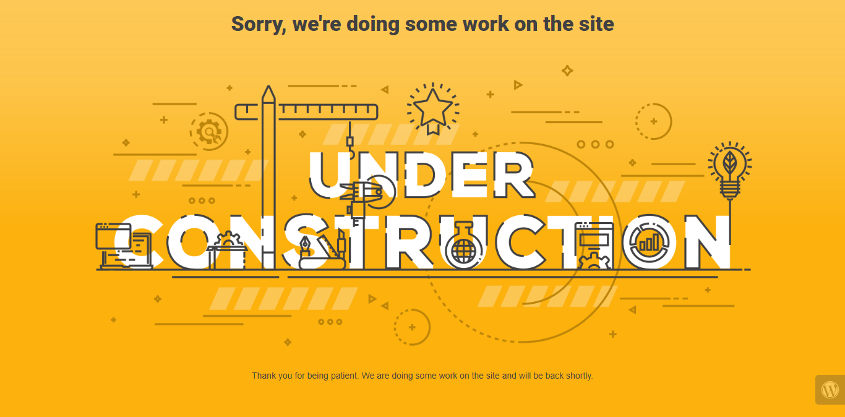 Sorry, we're doing some work on the site
UNDER
CONSTRUCTION
Thank you for being patient. We are doing some work on the site and will be back shortly.